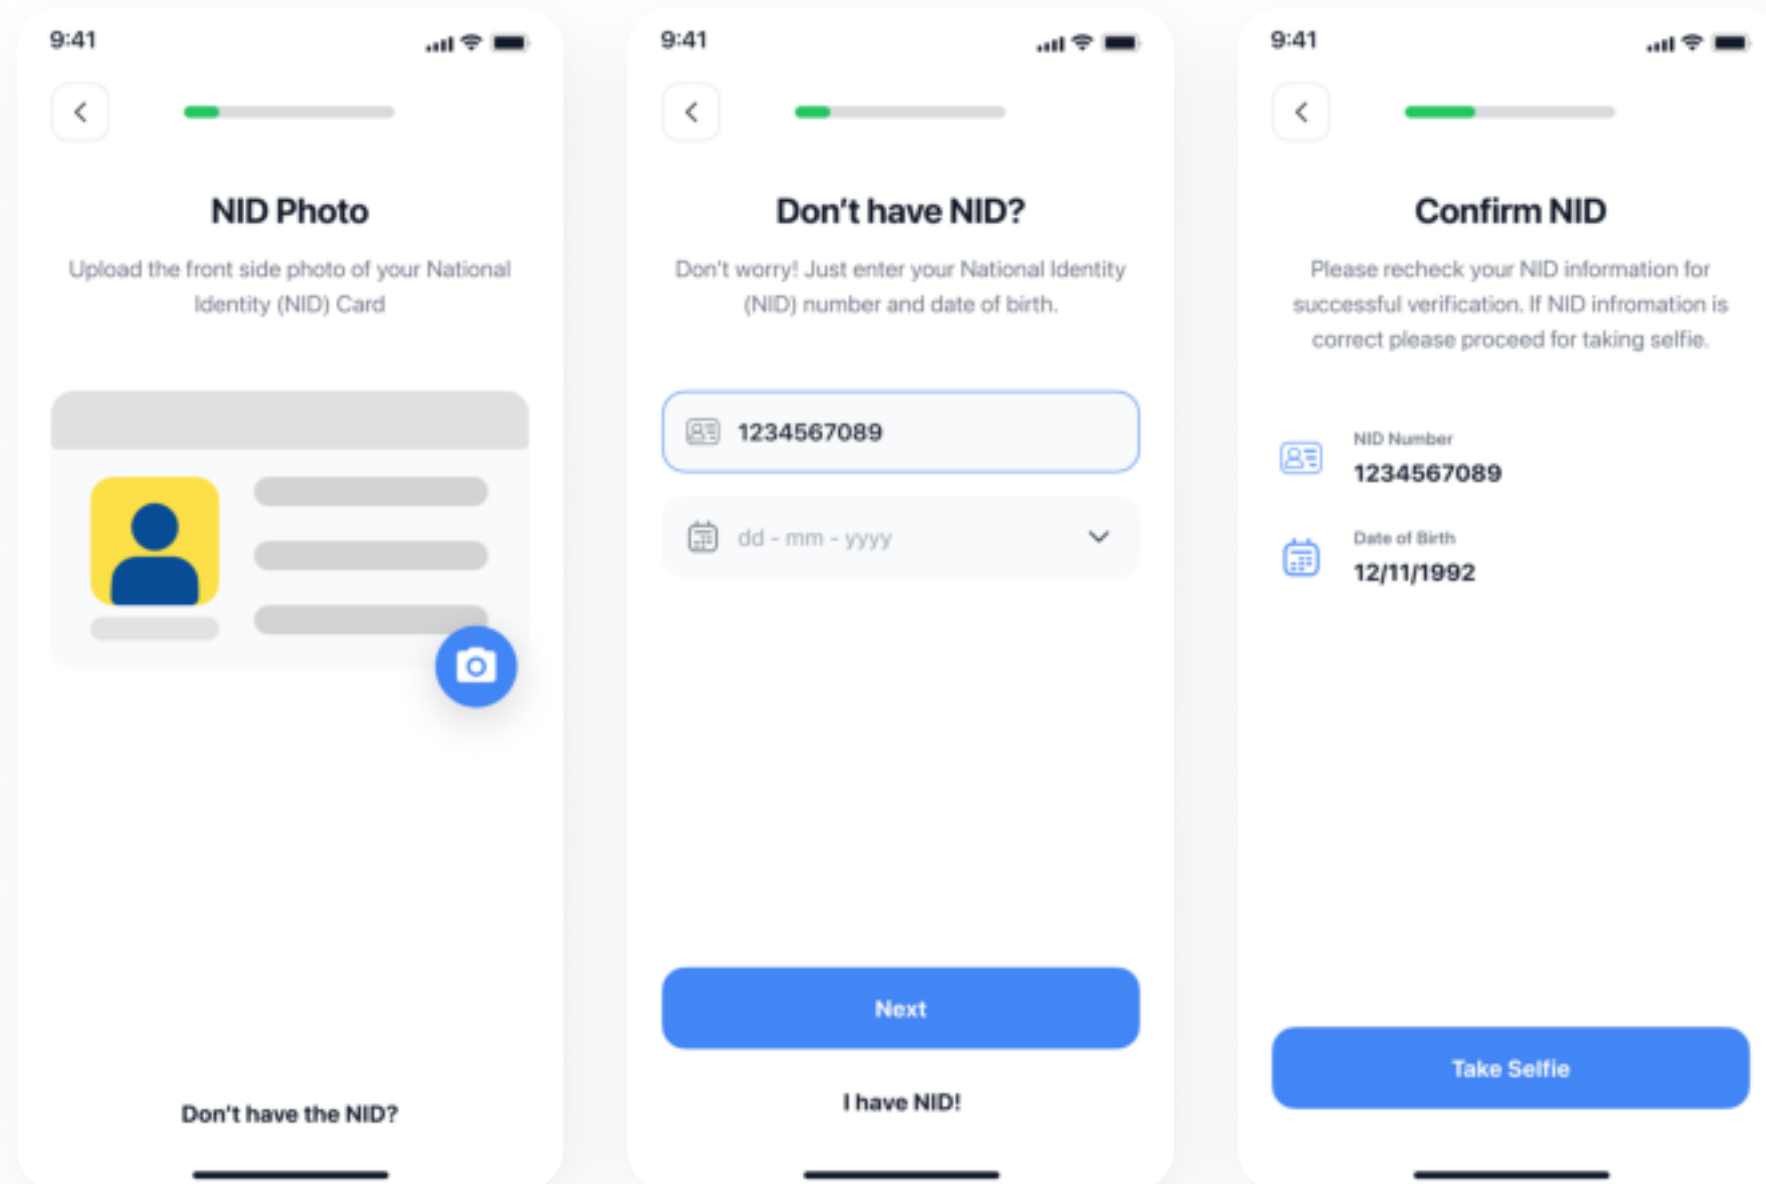 9:41
NID Photo
Upload the front side photo of your National
Identity (NID) Card
Don't have the NID?
9:41
Don't have NID?
Don't worry! Just enter your National Identity
(NID) number and date of birth.
1234567089
dd - mm - yyyy
Next
I have NID!
9:41
Confirm NID
Please recheck your NID information for
successful verification. If NID infromation is
correct please proceed for taking selfie.
NID Number
1234567089
Date of Birth
12/11/1992
Take Selfie